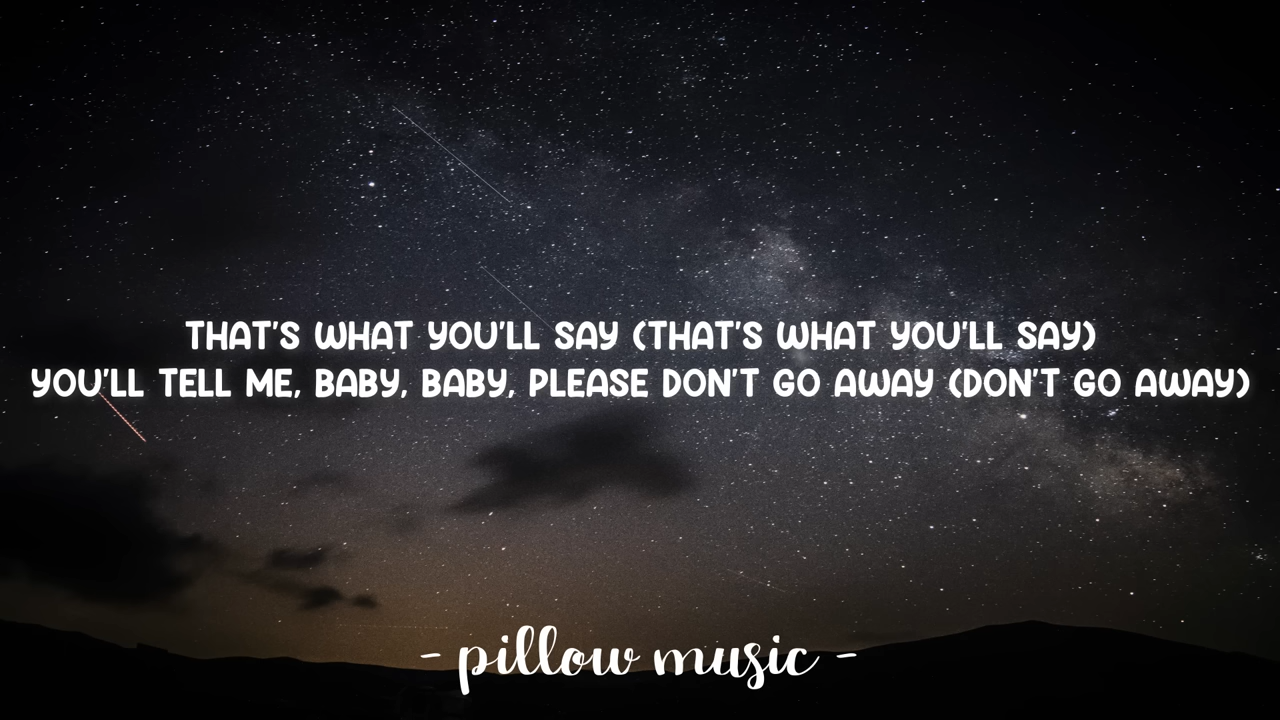 THAT'S WHAT YOU'LL SAY (THAT'S WHAT YOU'LL SAY)
YOU'LL TELL ME, BABY, BABY, PLEASE DON'T GO AWAY (DON'T GO AWAY)
- pillow music -